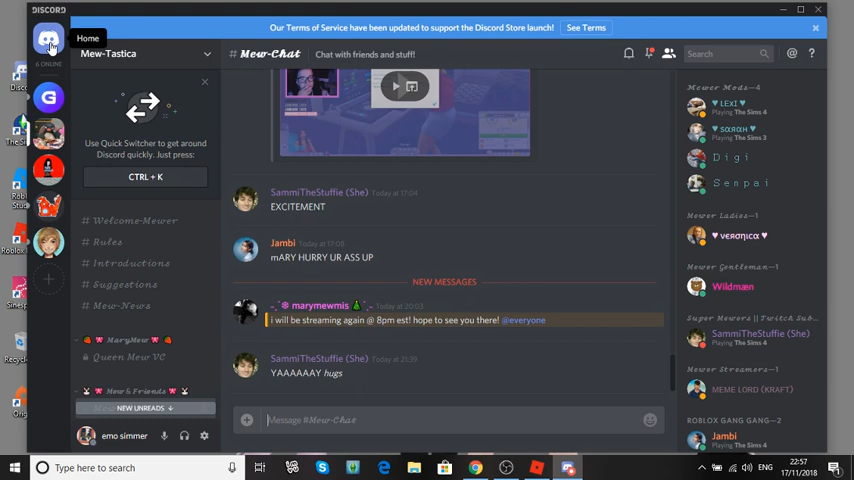 DISCORD
Our Terms of Service have been updated to support the Discord Store launch!
See Terms
Home
6 ONLINE
Mew-Tastica
# Mew-Chat
Chat with friends and stuff!
Search
Use Quick Switcher to get around
Discord quickly. Just press:
CTRL + K
# Welcome-Mewer
# Rules
# Introductions
# Suggestions
# Mew-News
MaryMew
Queen Mew VC
Mew & Friends
NEW UNREADS
emo simmer
SammiTheStuffie (She) Today at 17:04
EXCITEMENT
Jambi Today at 17:08
mARY HURRY UR ASS UP
NEW MESSAGES
marymewmis Today at 20:03
i will be streaming again @ 8pm est! hope to see you there! @everyone
SammiTheStuffie (She) Today at 21:39
YAAAAAAY hugs
Message #Mew-Chat
Mewer Mods—4
♥ LEXI ♥
Playing The Sims 4
♥ sαrαн ♥
Playing The Sims 3
Digi
Senpai
Mewer Ladies—1
♥ veronιca ♥
Mewer Gentleman—1
Wildmæn
Super Mewers || Twitch Sub...
SammiTheStuffie (She)
Playing The Sims 4
Mew Streamers—1
MEME LORD (KRAFT)
ROBLOX GANG GANG—2
Jambi
Playing The Sims 4
Type here to search
ENG
22:57
17/11/2018